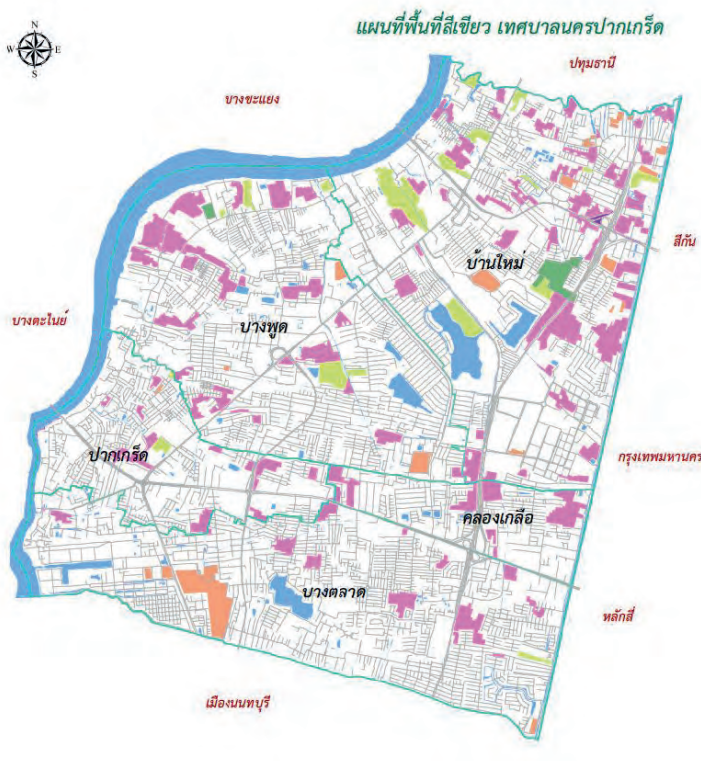 แผนที่พื้นที่สีเขียว เทศบาลนครปากเกร็ด
N
W E
S
ปทุมธานี
บางขะแยง
สีกัน
บ้านใหม่
บางตะไนย์
บางพูด
ปากเกร็ด
กรุงเทพมหานคร
คลองเกลือ
บางตลาด
หลักสี่
เมืองนนทบุรี